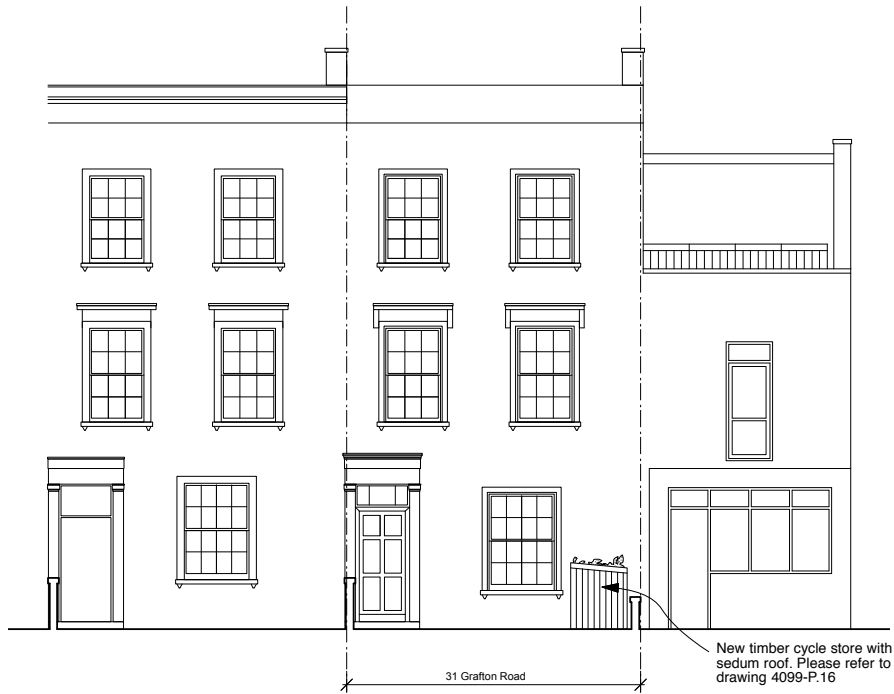 31 Grafton Road
New timber cycle store with
sedum roof. Please refer to
drawing 4099-P.16